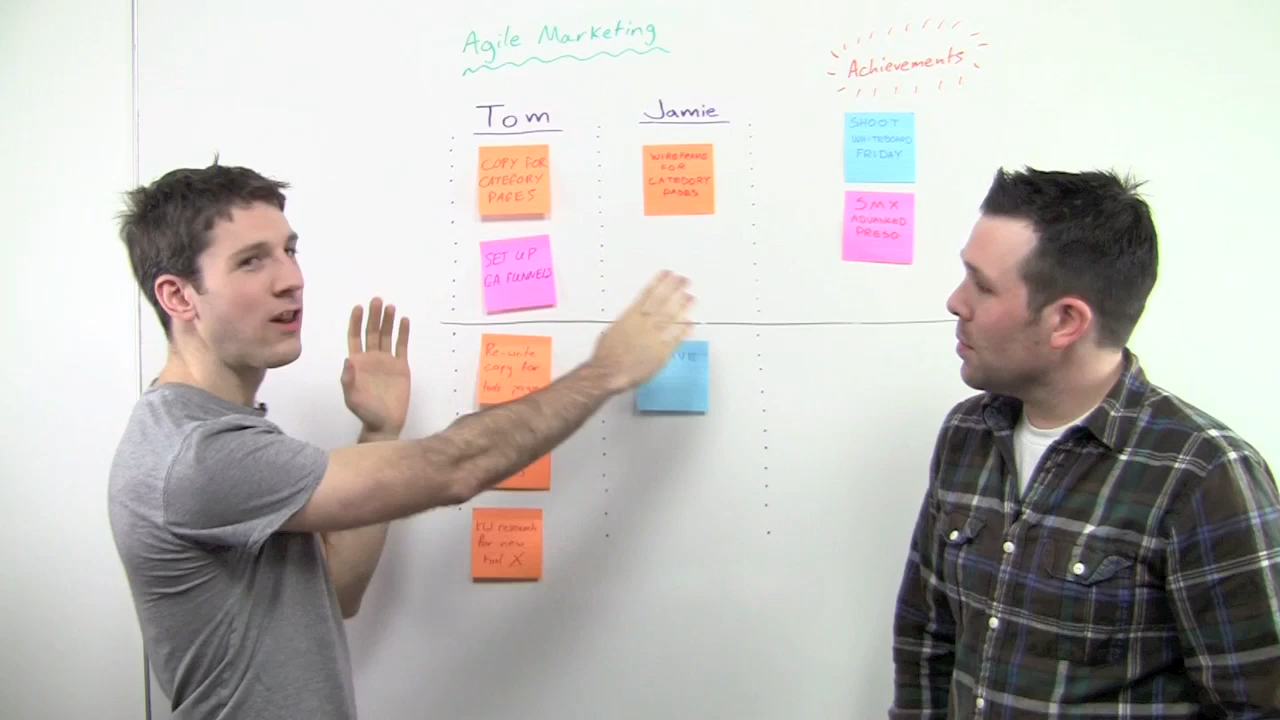 Agile Marketing
Achievements
Tom
Jamie
COPY FOR
CATEGORY
PAGES
WIREFRAME
FOR
CATEGORY
PAGES
SHOOT
WHITEBOARD
FRIDAY
SMX
ADVANCED
PRESO
SET UP
GA FUNNELS
Re-write
copy for
KW research
for new
tool X